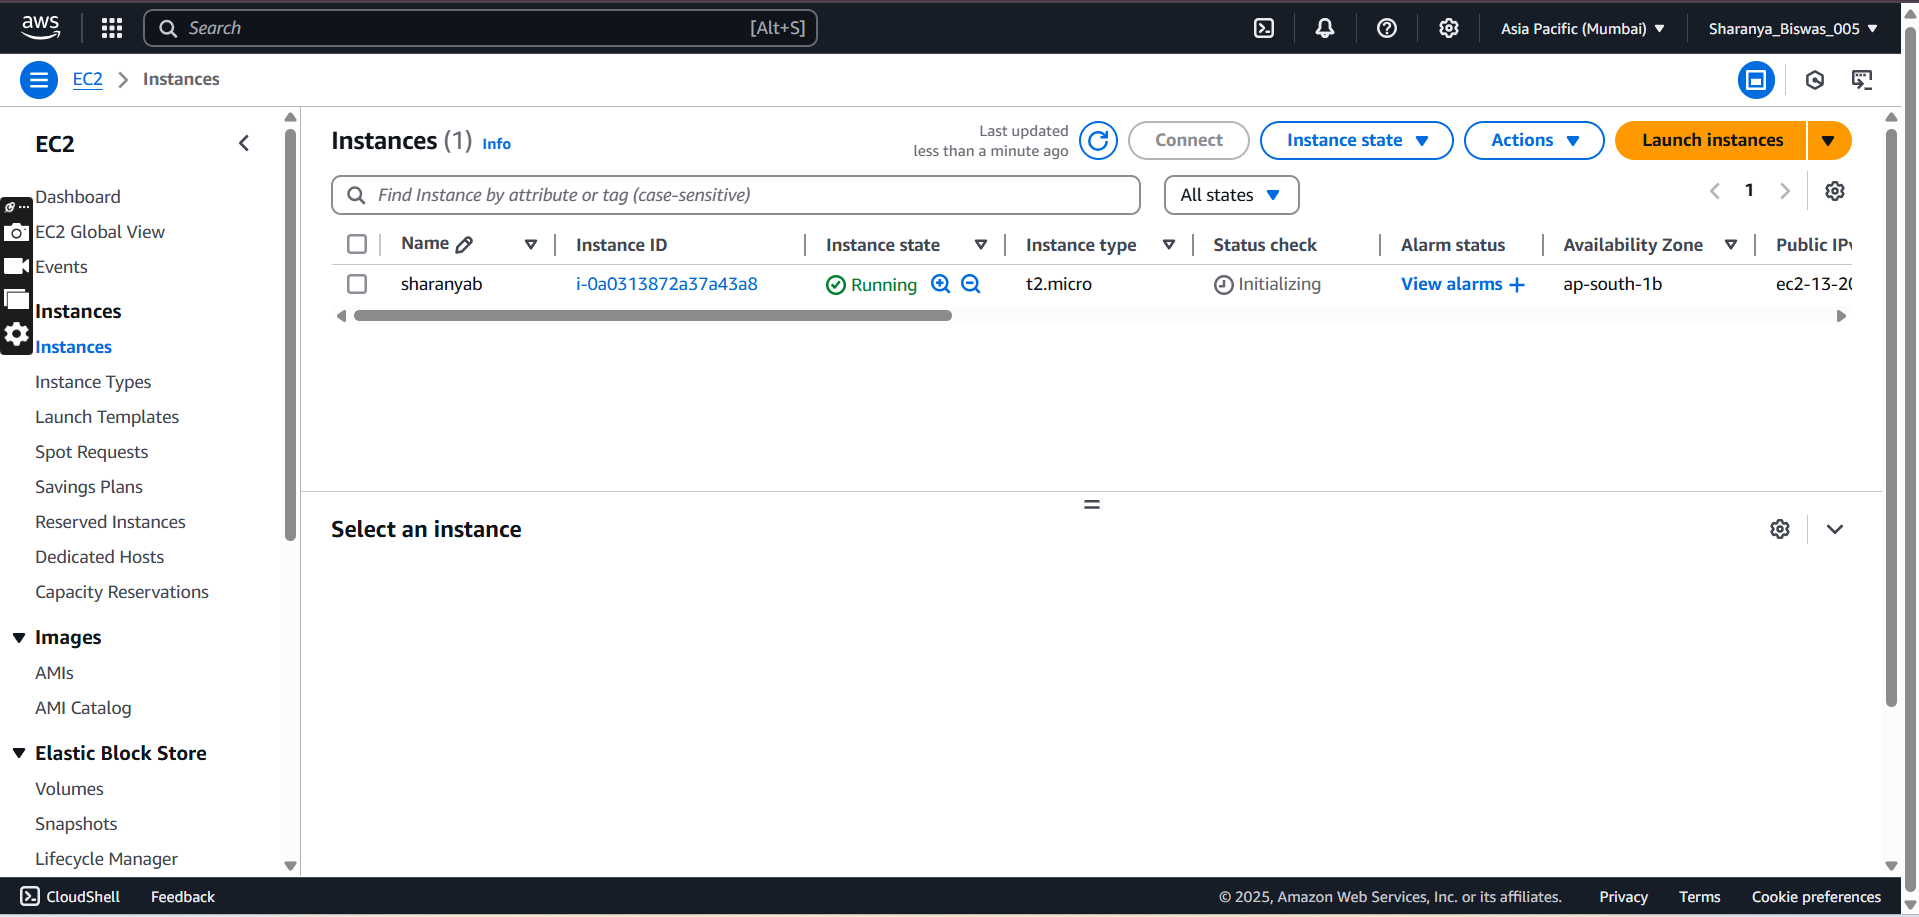 aws
Search [Alt+S]
Asia Pacific (Mumbai)
Sharanya_Biswas_005
EC2
Instances
EC2
Dashboard
EC2 Global View
Events
Instances
Instances
Instance Types
Launch Templates
Spot Requests
Savings Plans
Reserved Instances
Dedicated Hosts
Capacity Reservations
Images
AMIs
AMI Catalog
Elastic Block Store
Volumes
Snapshots
Lifecycle Manager
Instances (1) Info
Last updated
less than a minute ago
Connect
Instance state
Actions
Launch instances
Find Instance by attribute or tag (case-sensitive)
All states
1
Name Instance ID Instance state Instance type Status check Alarm status Availability Zone Public IPv
sharanyab i-0a0313872a37a43a8 Running t2.micro Initializing View alarms + ap-south-1b ec2-13-20
Select an instance
CloudShell
Feedback
© 2025, Amazon Web Services, Inc. or its affiliates.
Privacy
Terms
Cookie preferences